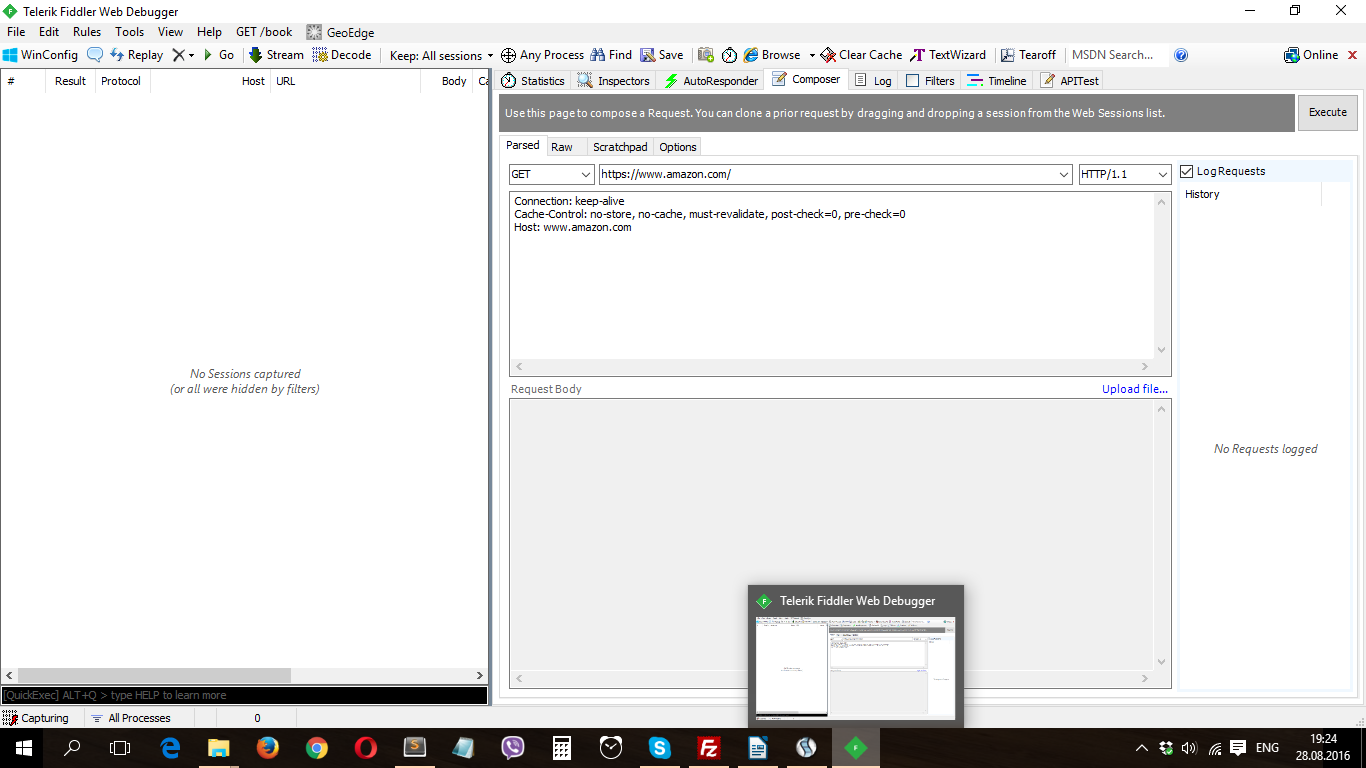 Telerik Fiddler Web Debugger
File Edit Rules Tools View Help GET /book GeoEdge
WinConfig Replay Go Stream Decode Keep: All sessions Any Process Find Save Browse Clear Cache TextWizard Tearoff MSDN Search... Online
# Result Protocol Host URL Body Ca
Statistics Inspectors AutoResponder Composer Log Filters Timeline APITest
Use this page to compose a Request. You can clone a prior request by dragging and dropping a session from the Web Sessions list.
Execute
Parsed Raw Scratchpad Options
GET https://www.amazon.com/ HTTP/1.1
Log Requests
History
Connection: keep-alive
Cache-Control: no-store, no-cache, must-revalidate, post-check=0, pre-check=0
Host: www.amazon.com
No Sessions captured
(or all were hidden by filters)
Request Body Upload file...
No Requests logged
Telerik Fiddler Web Debugger
[QuickExec] ALT+Q > type HELP to learn more
Capturing All Processes 0
ENG
19:24
28.08.2016